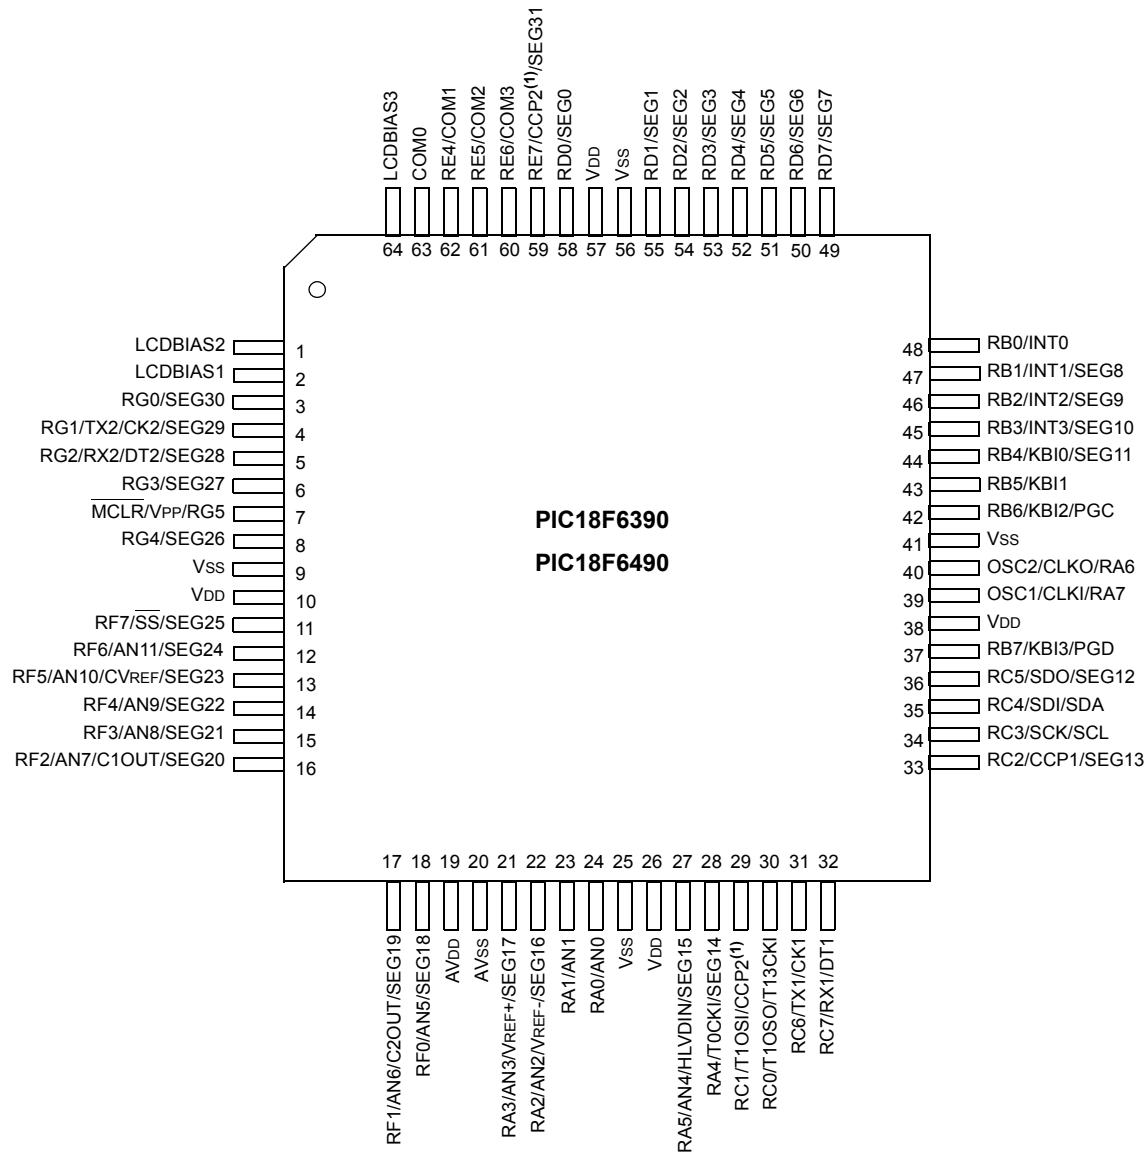 LCDBIAS3
COM0
RE4/COM1
RE5/COM2
RE6/COM3
RE7/CCP2(1)/SEG31
RD0/SEG0
VDD
VSS
RD1/SEG1
RD2/SEG2
RD3/SEG3
RD4/SEG4
RD5/SEG5
RD6/SEG6
RD7/SEG7
64 63 62 61 60 59 58 57 56 55 54 53 52 51 50 49
LCDBIAS2 1
LCDBIAS1 2
RG0/SEG30 3
RG1/TX2/CK2/SEG29 4
RG2/RX2/DT2/SEG28 5
RG3/SEG27 6
MCLR/VPP/RG5 7
RG4/SEG26 8
VSS 9
VDD 10
RF7/SS/SEG25 11
RF6/AN11/SEG24 12
RF5/AN10/CVREF/SEG23 13
RF4/AN9/SEG22 14
RF3/AN8/SEG21 15
RF2/AN7/C1OUT/SEG20 16
PIC18F6390
PIC18F6490
48 RB0/INT0
47 RB1/INT1/SEG8
46 RB2/INT2/SEG9
45 RB3/INT3/SEG10
44 RB4/KBI0/SEG11
43 RB5/KBI1
42 RB6/KBI2/PGC
41 VSS
40 OSC2/CLKO/RA6
39 OSC1/CLKI/RA7
38 VDD
37 RB7/KBI3/PGD
36 RC5/SDO/SEG12
35 RC4/SDI/SDA
34 RC3/SCK/SCL
33 RC2/CCP1/SEG13
17 18 19 20 21 22 23 24 25 26 27 28 29 30 31 32
RF1/AN6/C2OUT/SEG19
RF0/AN5/SEG18
AVDD
AVSS
RA3/AN3/VREF+/SEG17
RA2/AN2/VREF-/SEG16
RA1/AN1
RA0/AN0
VSS
VDD
RA5/AN4/HLVDIN/SEG15
RA4/T0CKI/SEG14
RC1/T1OSI/CCP2(1)
RC0/T1OSO/T13CKI
RC6/TX1/CK1
RC7/RX1/DT1